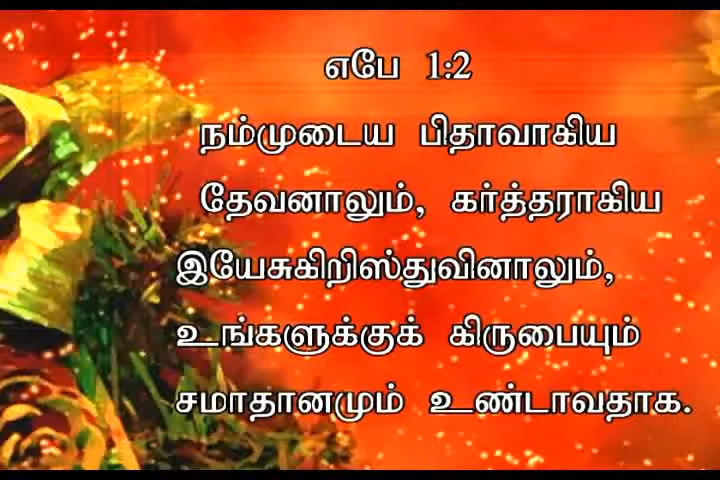 எபே 1:2
நம்முடைய பிதாவாகிய
தேவனாலும், கர்த்தராகிய
இயேசுகிறிஸ்துவினாலும்,
உங்களுக்குக் கிருபையும்
சமாதானமும் உண்டாவதாக.